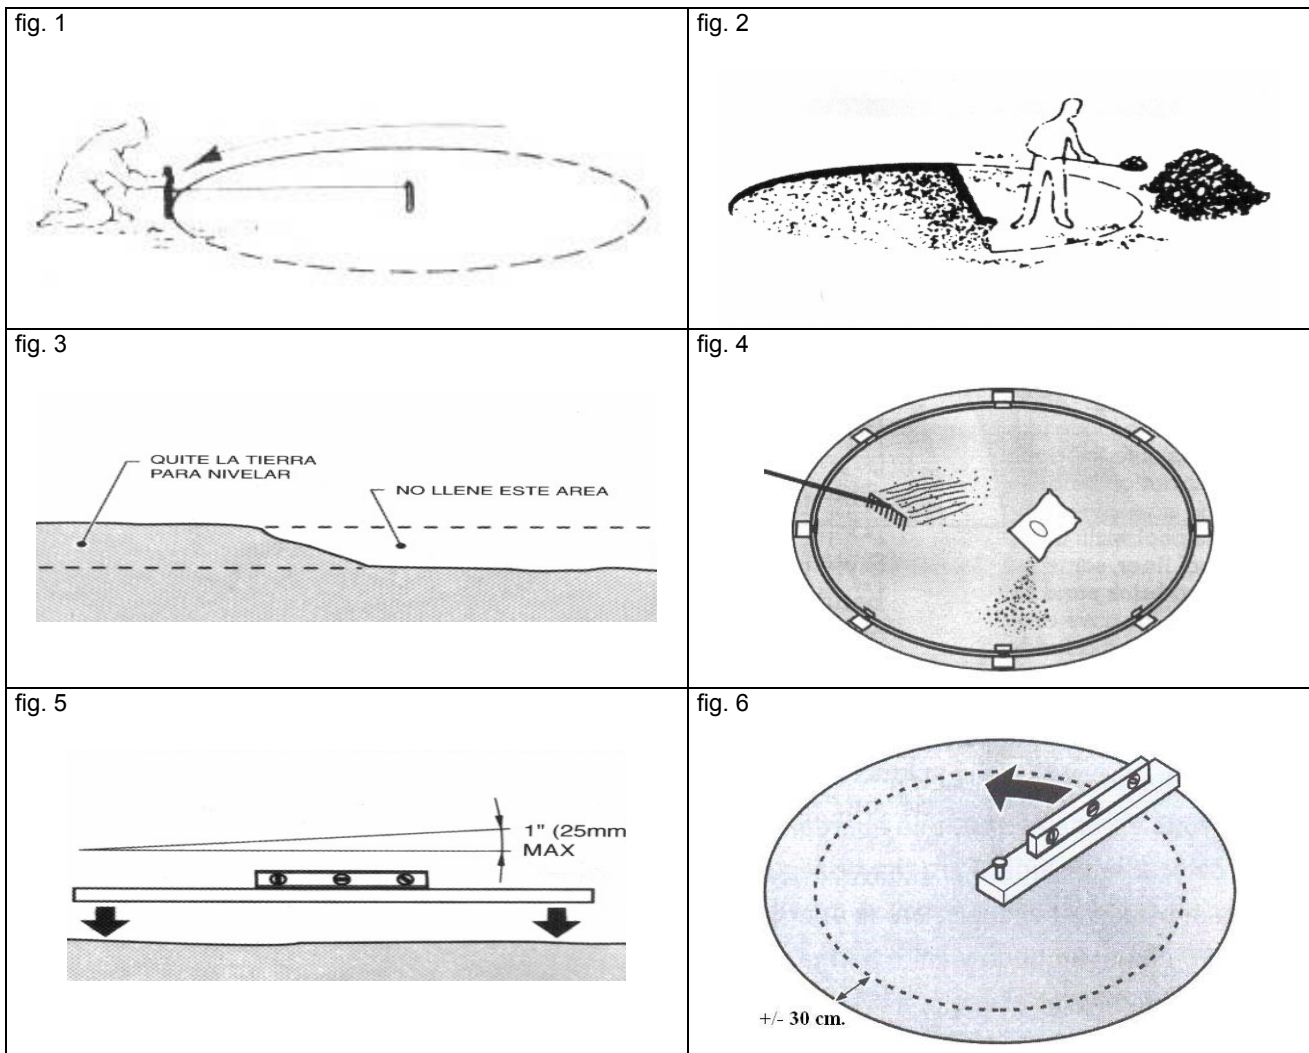 fig. 1
fig. 2
fig. 3
QUITE LA TIERRA
PARA NIVELAR
NO LLENE ESTE AREA
fig. 4
fig. 5
1" (25mm
MAX
fig. 6
+/- 30 cm.